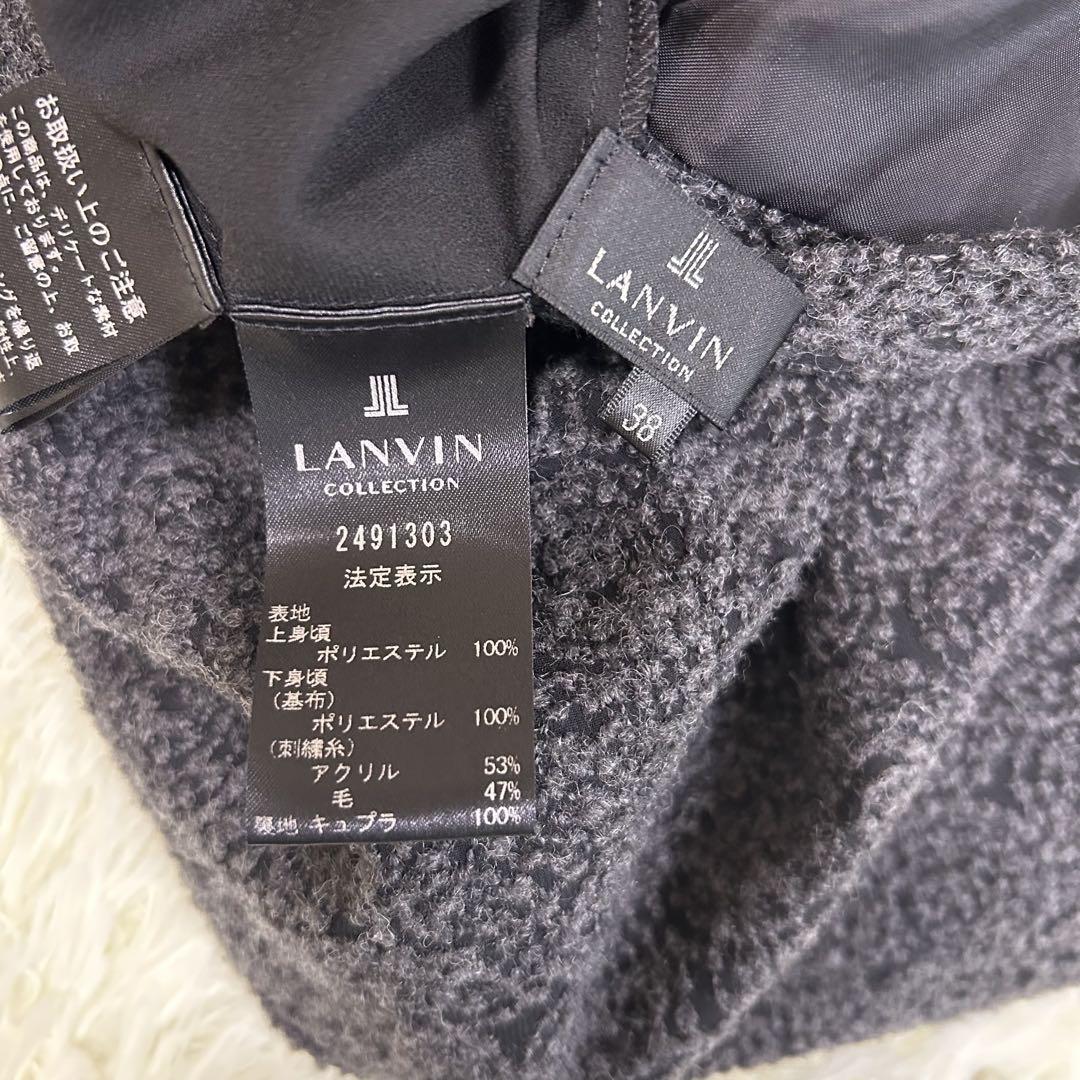 お取扱い上のご注意
この商品は、デリケートな素材
を使用しております。
点に、ご留意の上、お取
LANVIN
COLLECTION
38
LANVIN
COLLECTION
2491303
法定表示
表地
上身頃
ポリエステル 100%
下身頃
(基布)
ポリエステル 100%
(刺繍糸)
アクリル 53%
毛 47%
裏地 キュプラ 100%